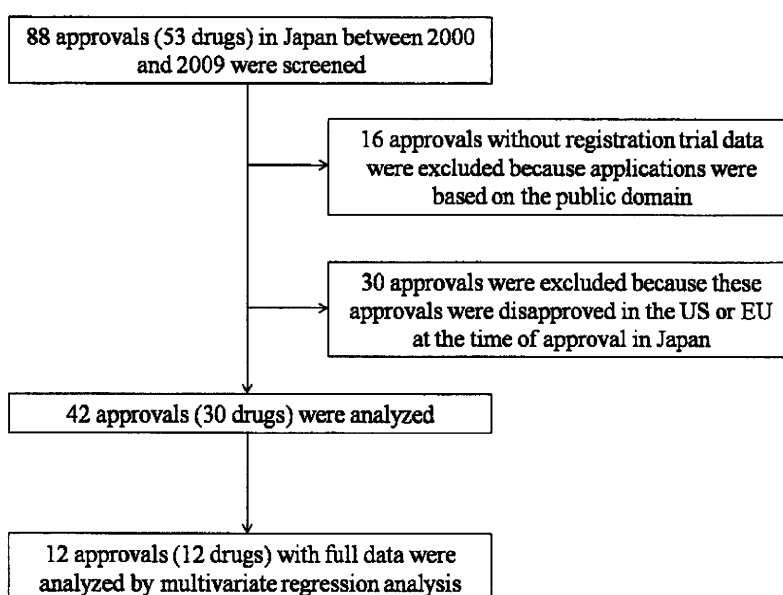 88 approvals (53 drugs) in Japan between 2000
and 2009 were screened
16 approvals without registration trial data
were excluded because applications were
based on the public domain
30 approvals were excluded because these
approvals were disapproved in the US or EU
at the time of approval in Japan
42 approvals (30 drugs) were analyzed
12 approvals (12 drugs) with full data were
analyzed by multivariate regression analysis